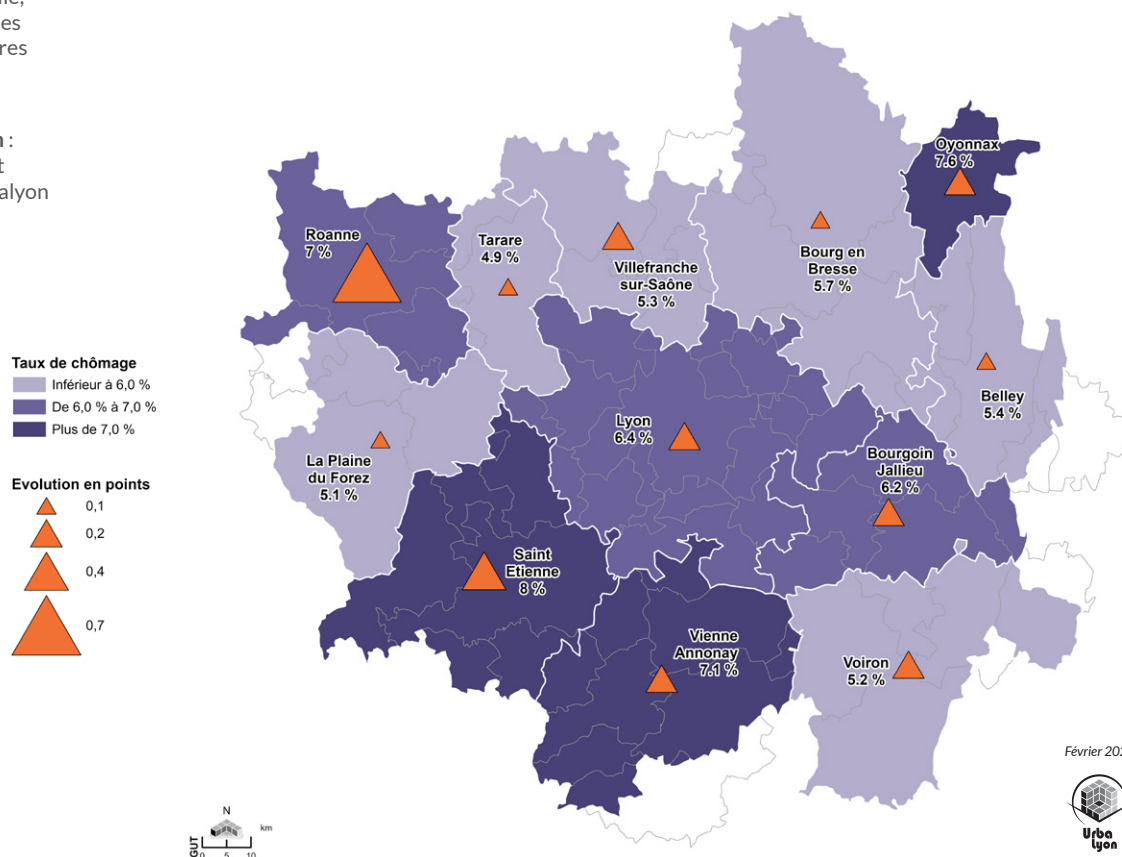 :
Oyonnax
7.6 %
Roanne
7 %
Tarare
4.9 %
Villefranche
sur-Saône
5.3 %
Bourg en
Bresse
5.7 %
Taux de chômage
Inférieur à 6,0 %
De 6,0 % à 7,0 %
Plus de 7,0 %
Lyon
6.4 %
Belley
5.4 %
La Plaine
du Forez
5.1 %
Bourgoin
Jallieu
6.2 %
Evolution en points
0,1
0,2
0,4
0,7
Saint
Etienne
8 %
Vienne
Annonay
7.1 %
Voiron
5.2 %
Février
N
km
GUT
0 5 10
Urba
Lyon